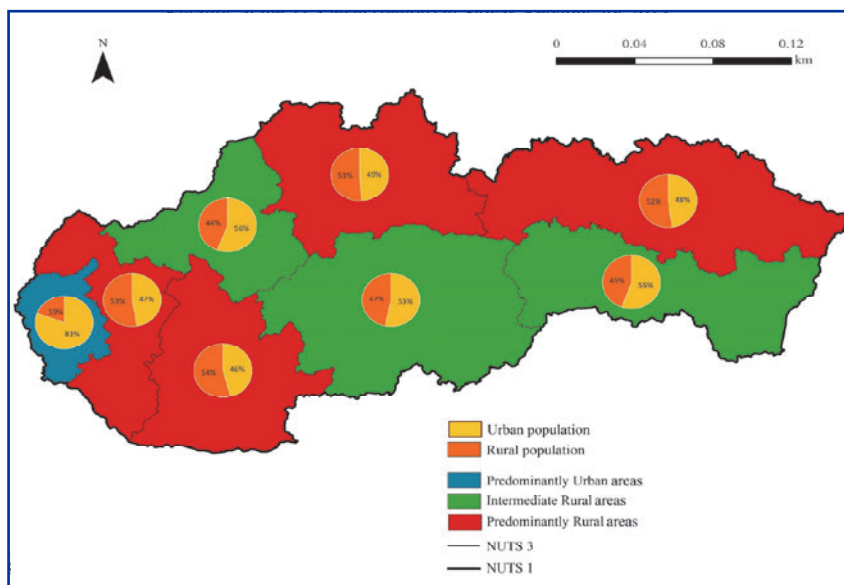 N
0 0.04 0.08 0.12
km
51% 49%
52% 48%
44% 56%
53% 47%
47% 53%
45% 55%
19% 81%
54% 46%
Urban population
Rural population
Predominantly Urban areas
Intermediate Rural areas
Predominantly Rural areas
NUTS 3
NUTS 1